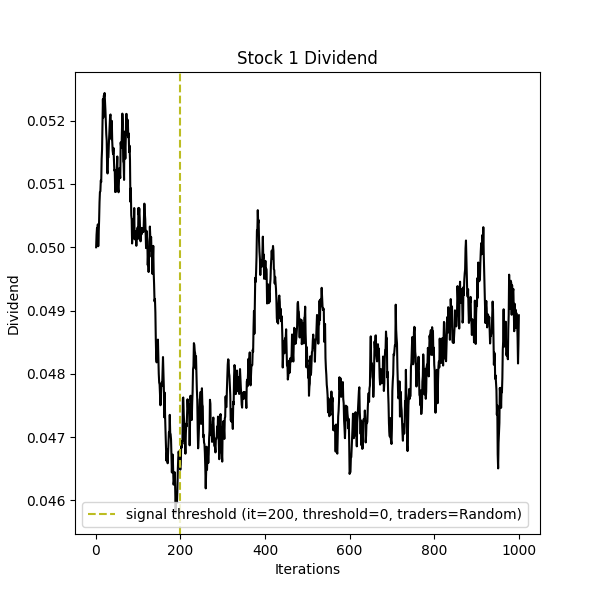 Stock 1 Dividend
0.052
0.051
0.050
0.049
0.048
0.047
0.046
Dividend
signal threshold (it=200, threshold=0, traders=Random)
0 200 400 600 800 1000
Iterations